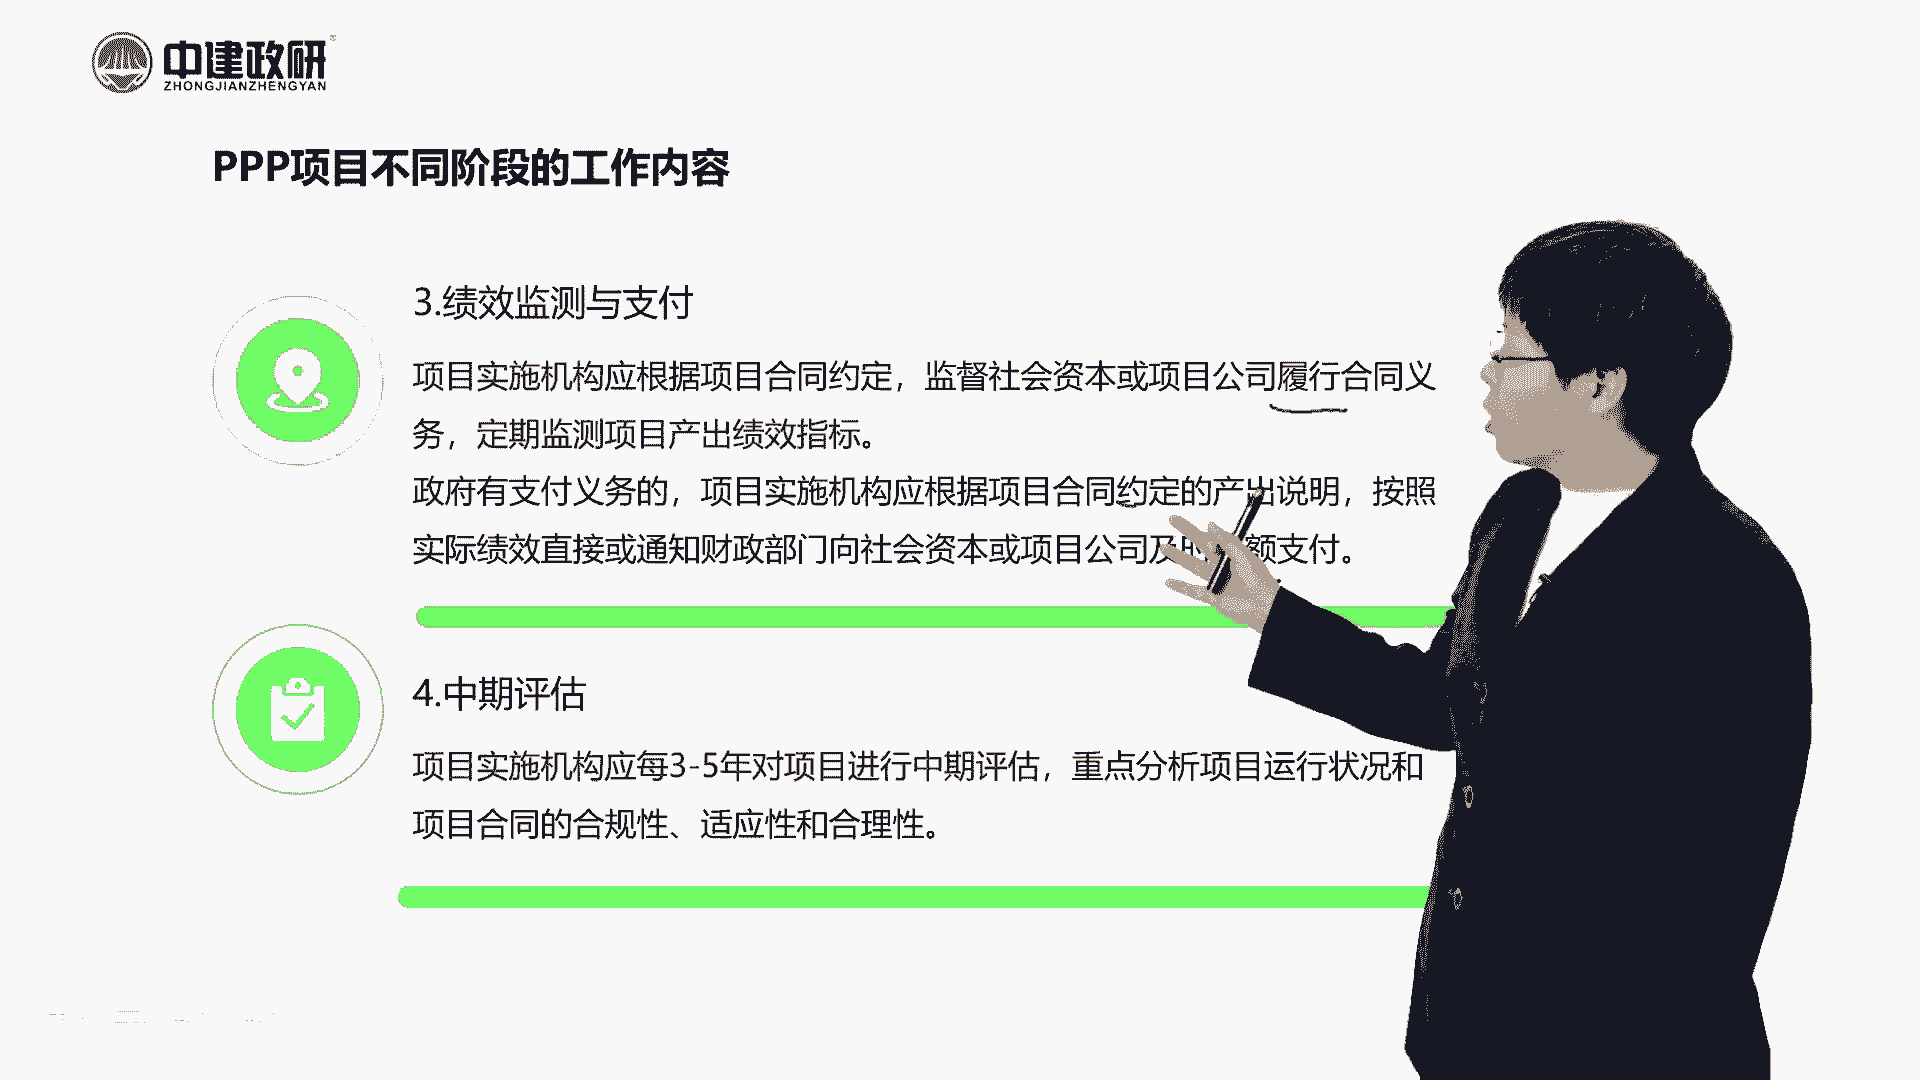 中建政研
ZHONGJIANZHENGYAN
PPP项目不同阶段的工作内容
3.绩效监测与支付
项目实施机构应根据项目合同约定，监督社会资本或项目公司履行合同义
务，定期监测项目产出绩效指标。
政府有支付义务的，项目实施机构应根据项目合同约定的产出说明，按照
实际绩效直接或通知财政部门向社会资本或项目公司及时 额支付。
4.中期评估
项目实施机构应每3-5年对项目进行中期评估，重点分析项目运行状况和
项目合同的合规性、适应性和合理性。